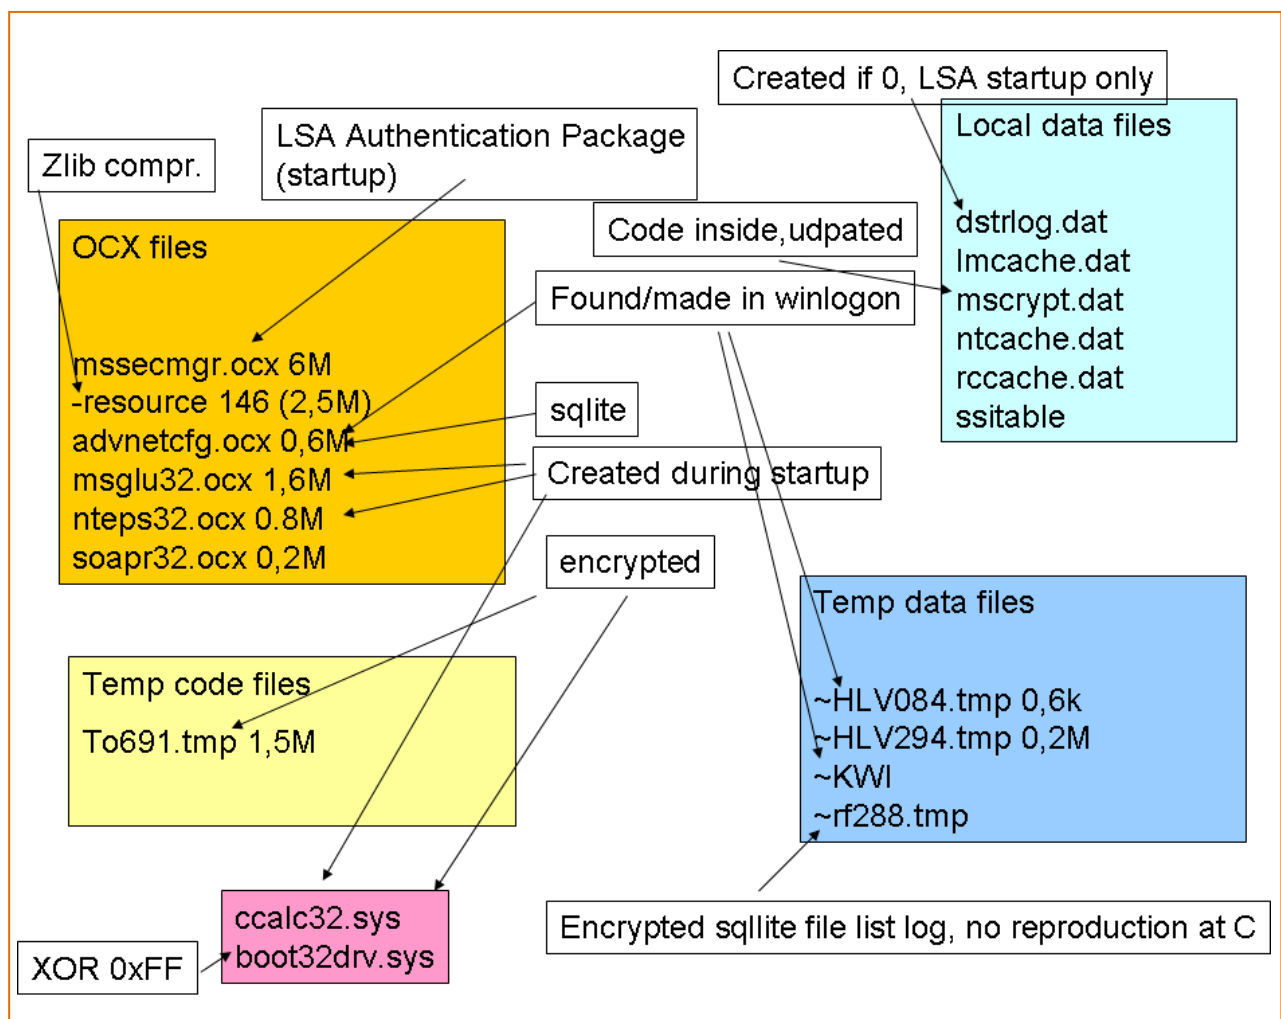 Created if 0, LSA startup only
LSA Authentication Package
(startup)
Zlib compr.
Local data files
dstrlog.dat
lmcache.dat
mscrypt.dat
ntcache.dat
rccache.dat
ssitable
Code inside,udpated
OCX files
mssecmgr.ocx 6M
-resource 146 (2,5M)
advnetcfg.ocx 0,6M
msglu32.ocx 1,6M
nteps32.ocx 0.8M
soapr32.ocx 0,2M
Found/made in winlogon
sqlite
Created during startup
encrypted
Temp data files
~HLV084.tmp 0,6k
~HLV294.tmp 0,2M
~KWI
~rf288.tmp
Temp code files
To691.tmp 1,5M
ccalc32.sys
boot32drv.sys
XOR 0xFF
Encrypted sqllite file list log, no reproduction at C